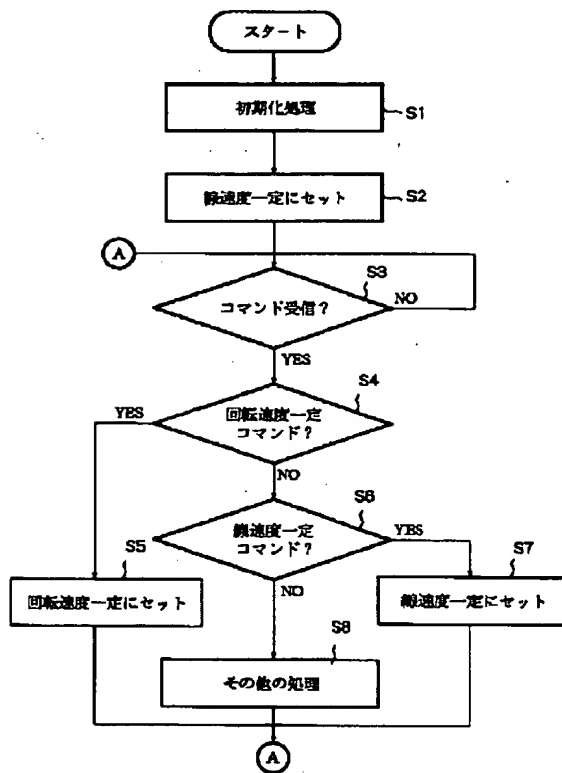 スタート
初期化処理
S1
線速度一定にセット
S2
A
S3
コマンド受信？
NO
YES
S4
YES
回転速度一定
コマンド？
NO
S6
線速度一定
コマンド？
YES
S5
S7
回転速度一定にセット
NO
線速度一定にセット
S8
その他の処理
A